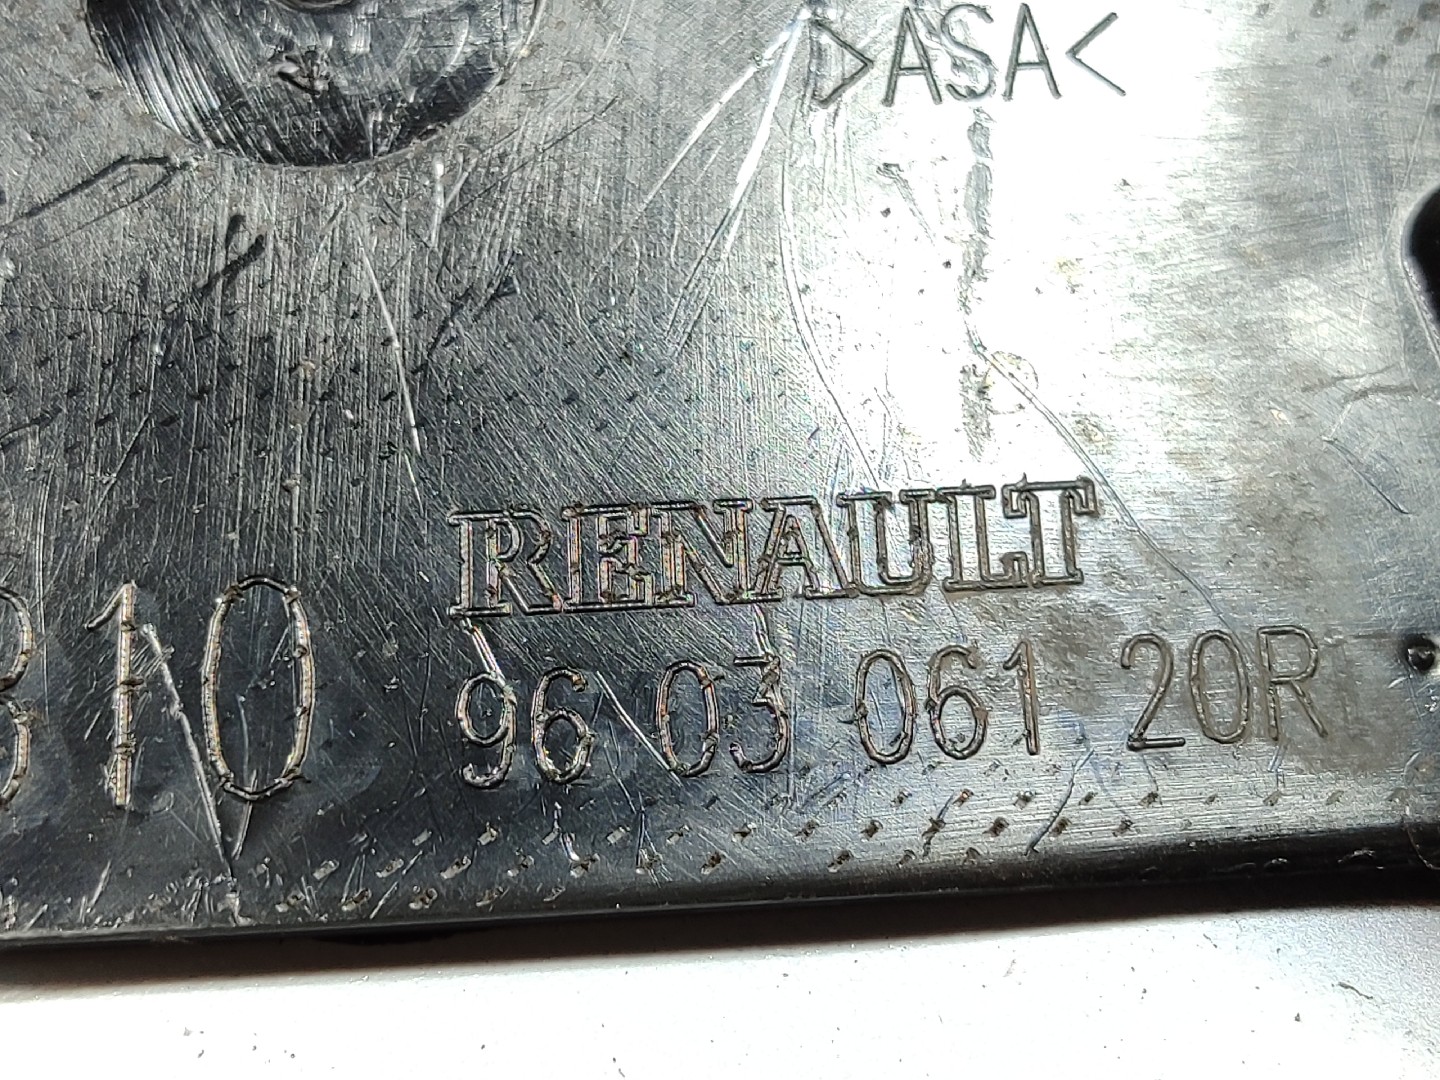 >ASA<
RENAULT
310
96 03 061 20R